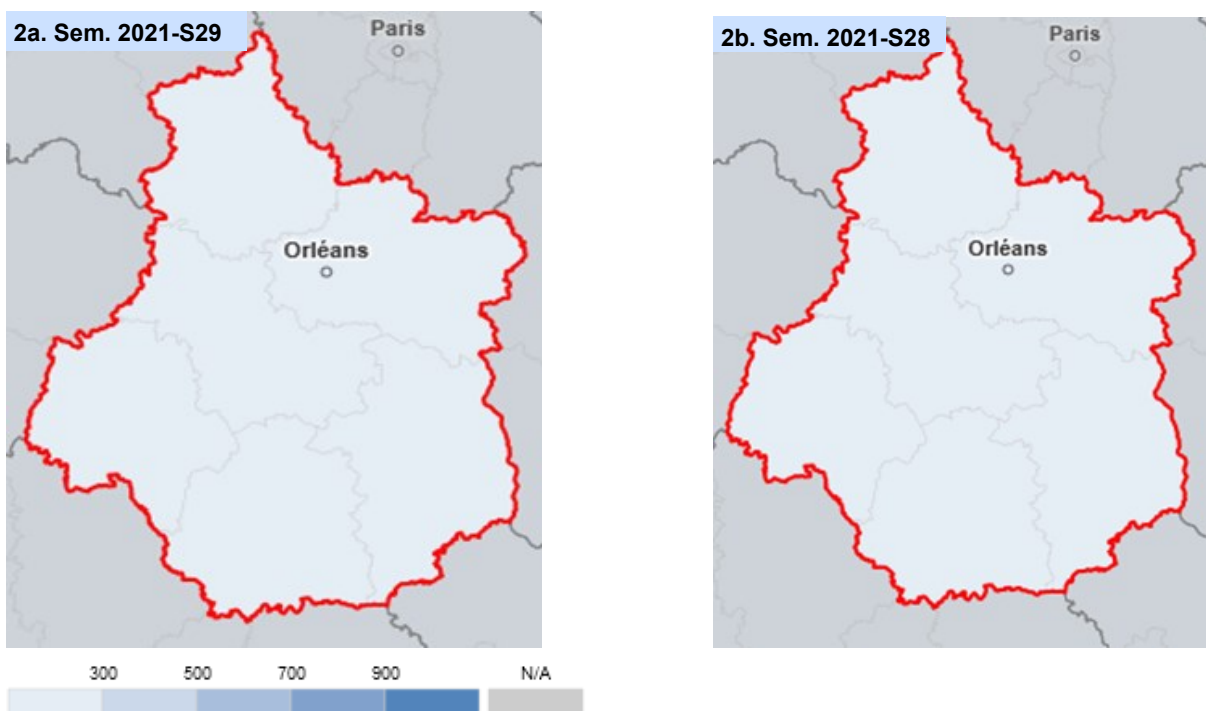 2a. Sem. 2021-S29
Paris
Orléans
2b. Sem. 2021-S28
Paris
Orléans
300 500 700 900 N/A